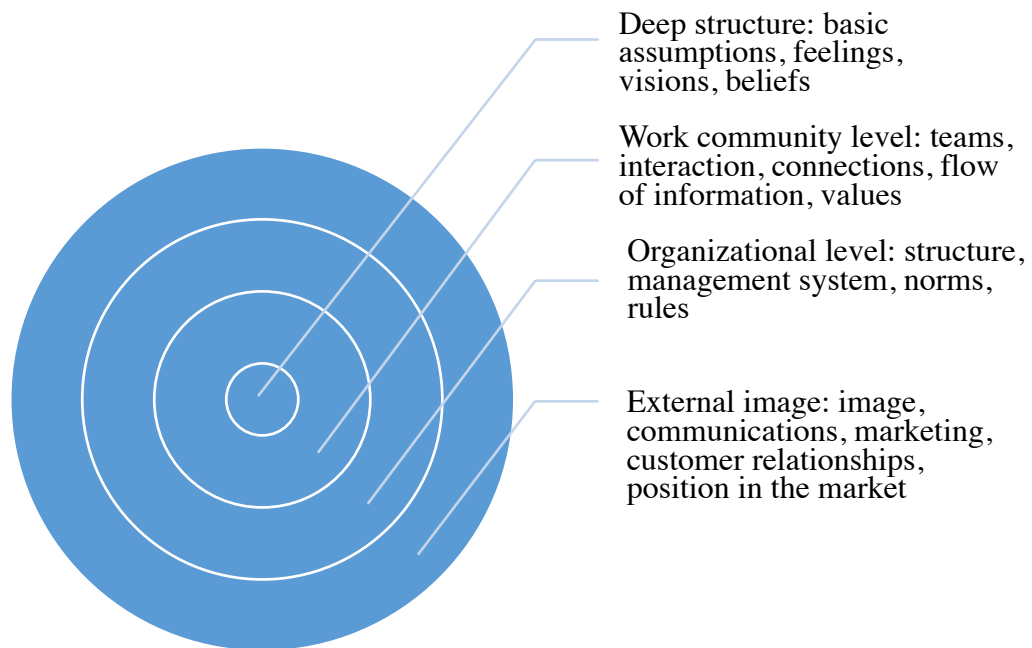 Deep structure: basic
assumptions, feelings,
visions, beliefs
Work community level: teams,
interaction, connections, flow
of information, values
Organizational level: structure,
management system, norms,
rules
External image: image,
communications, marketing,
customer relationships,
position in the market